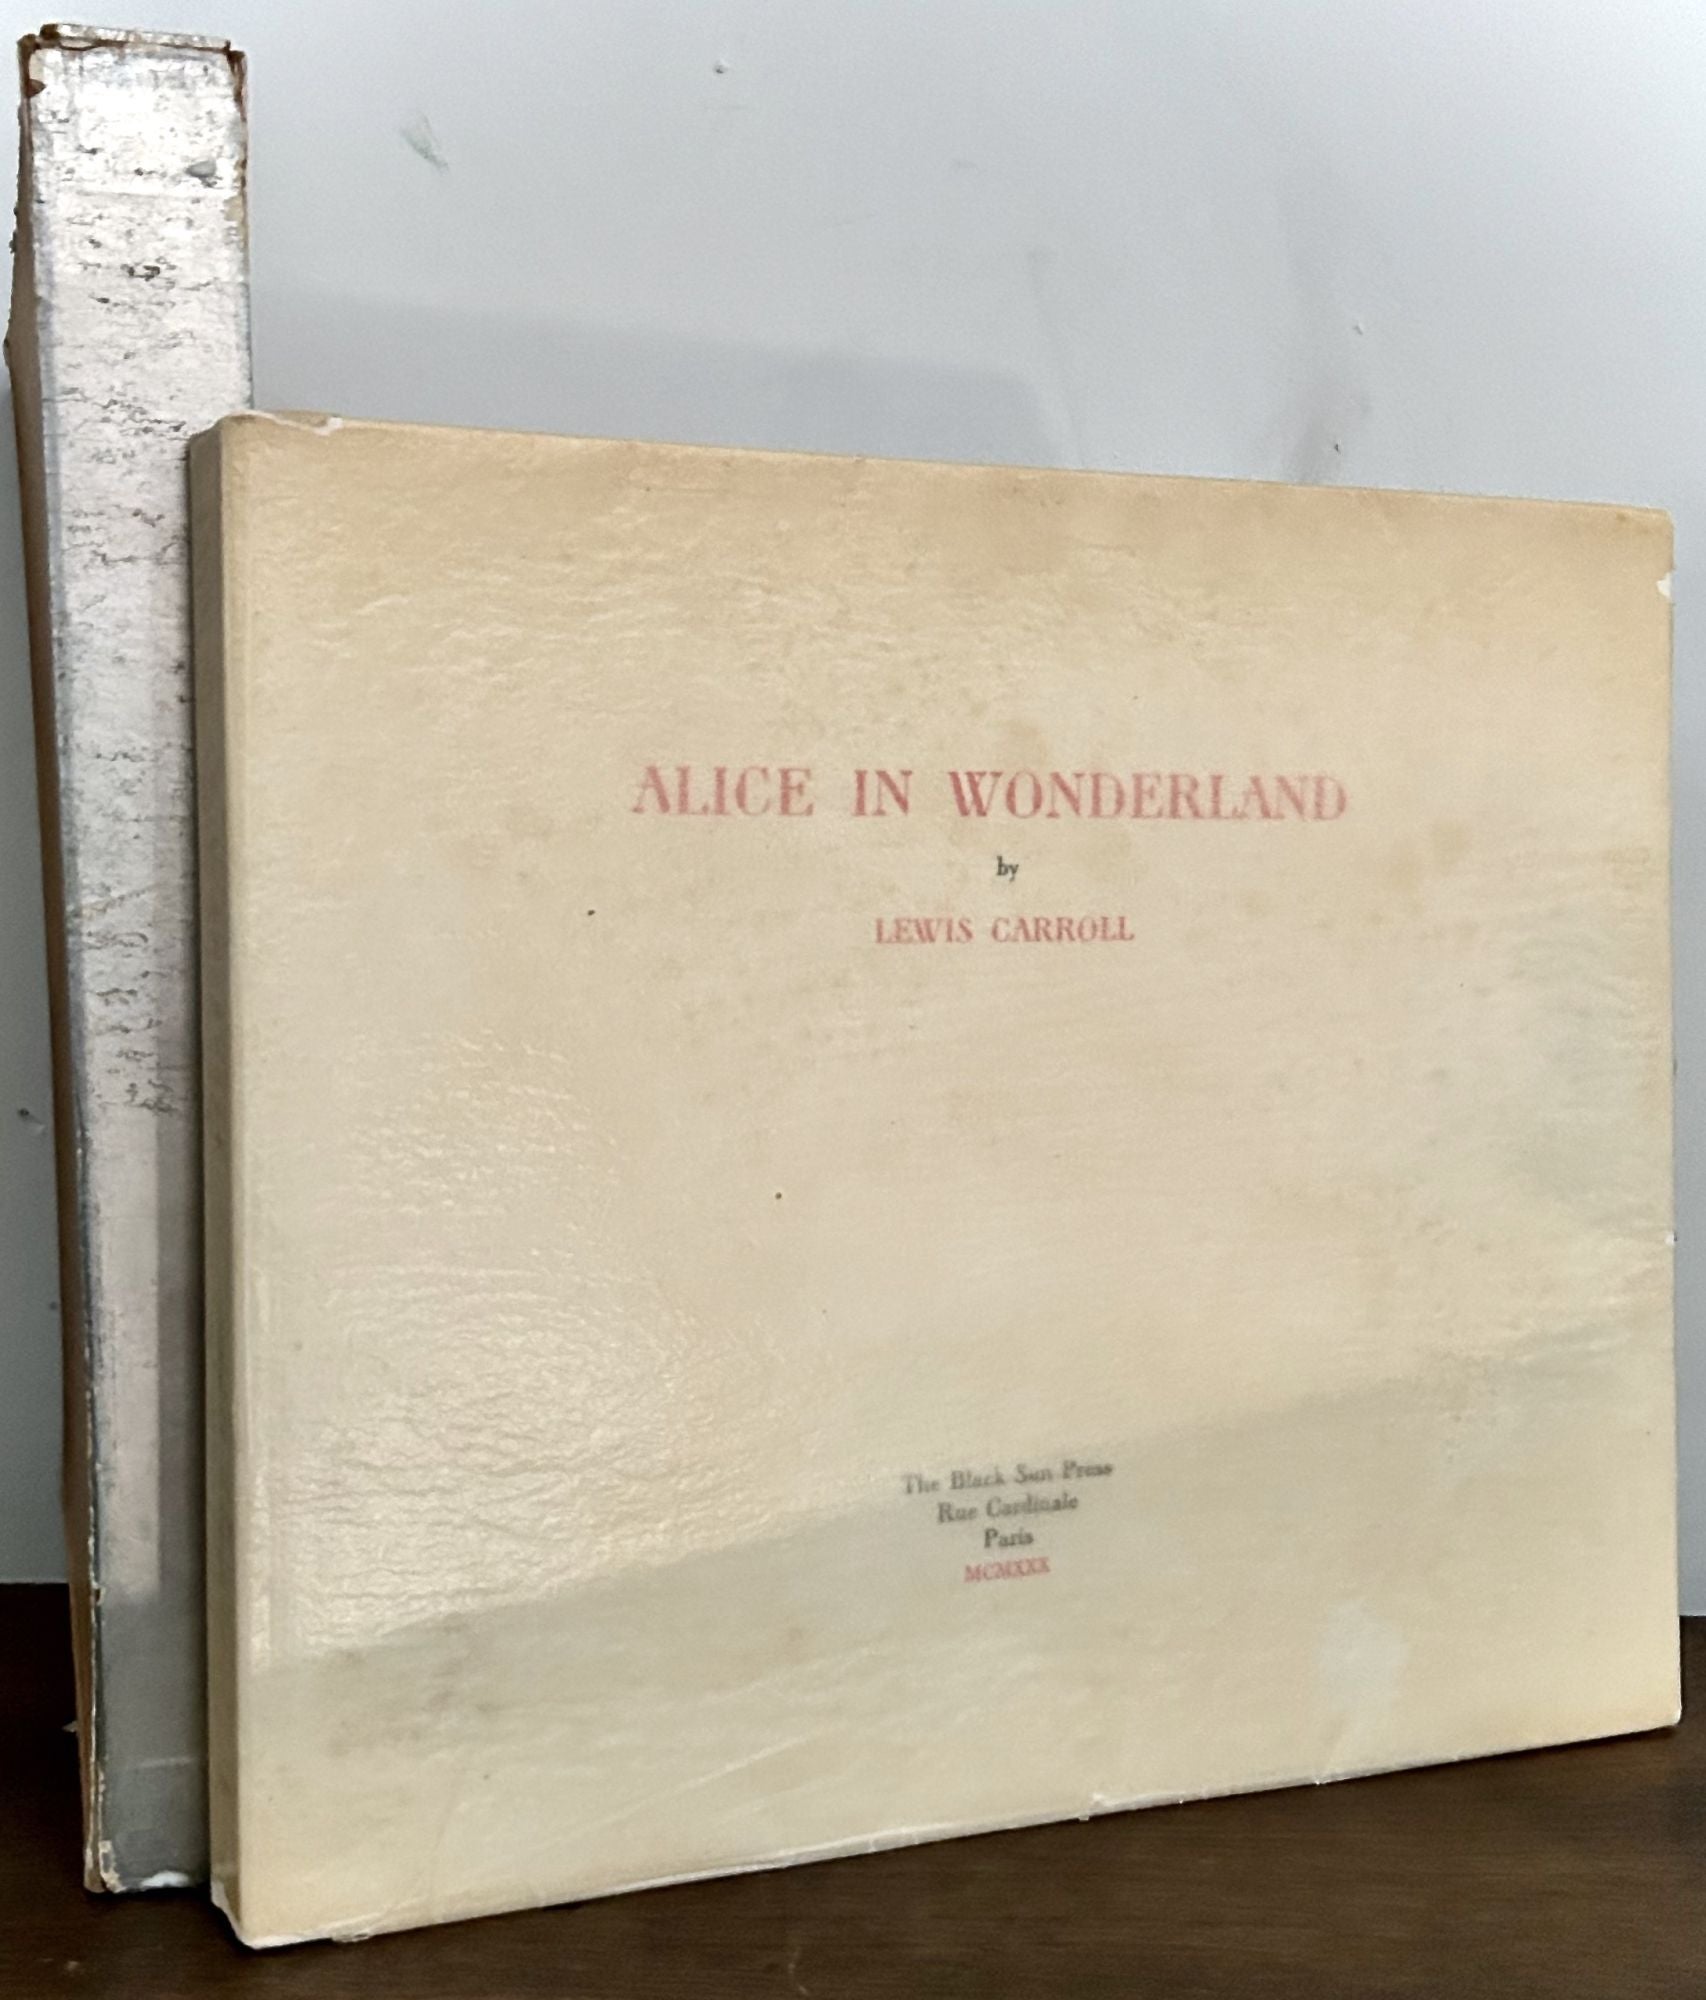 ALICE IN WONDERLAND
by
LEWIS CARROLL
The Black Sun Press
Rue Cardinale
Paris
MCMXXX